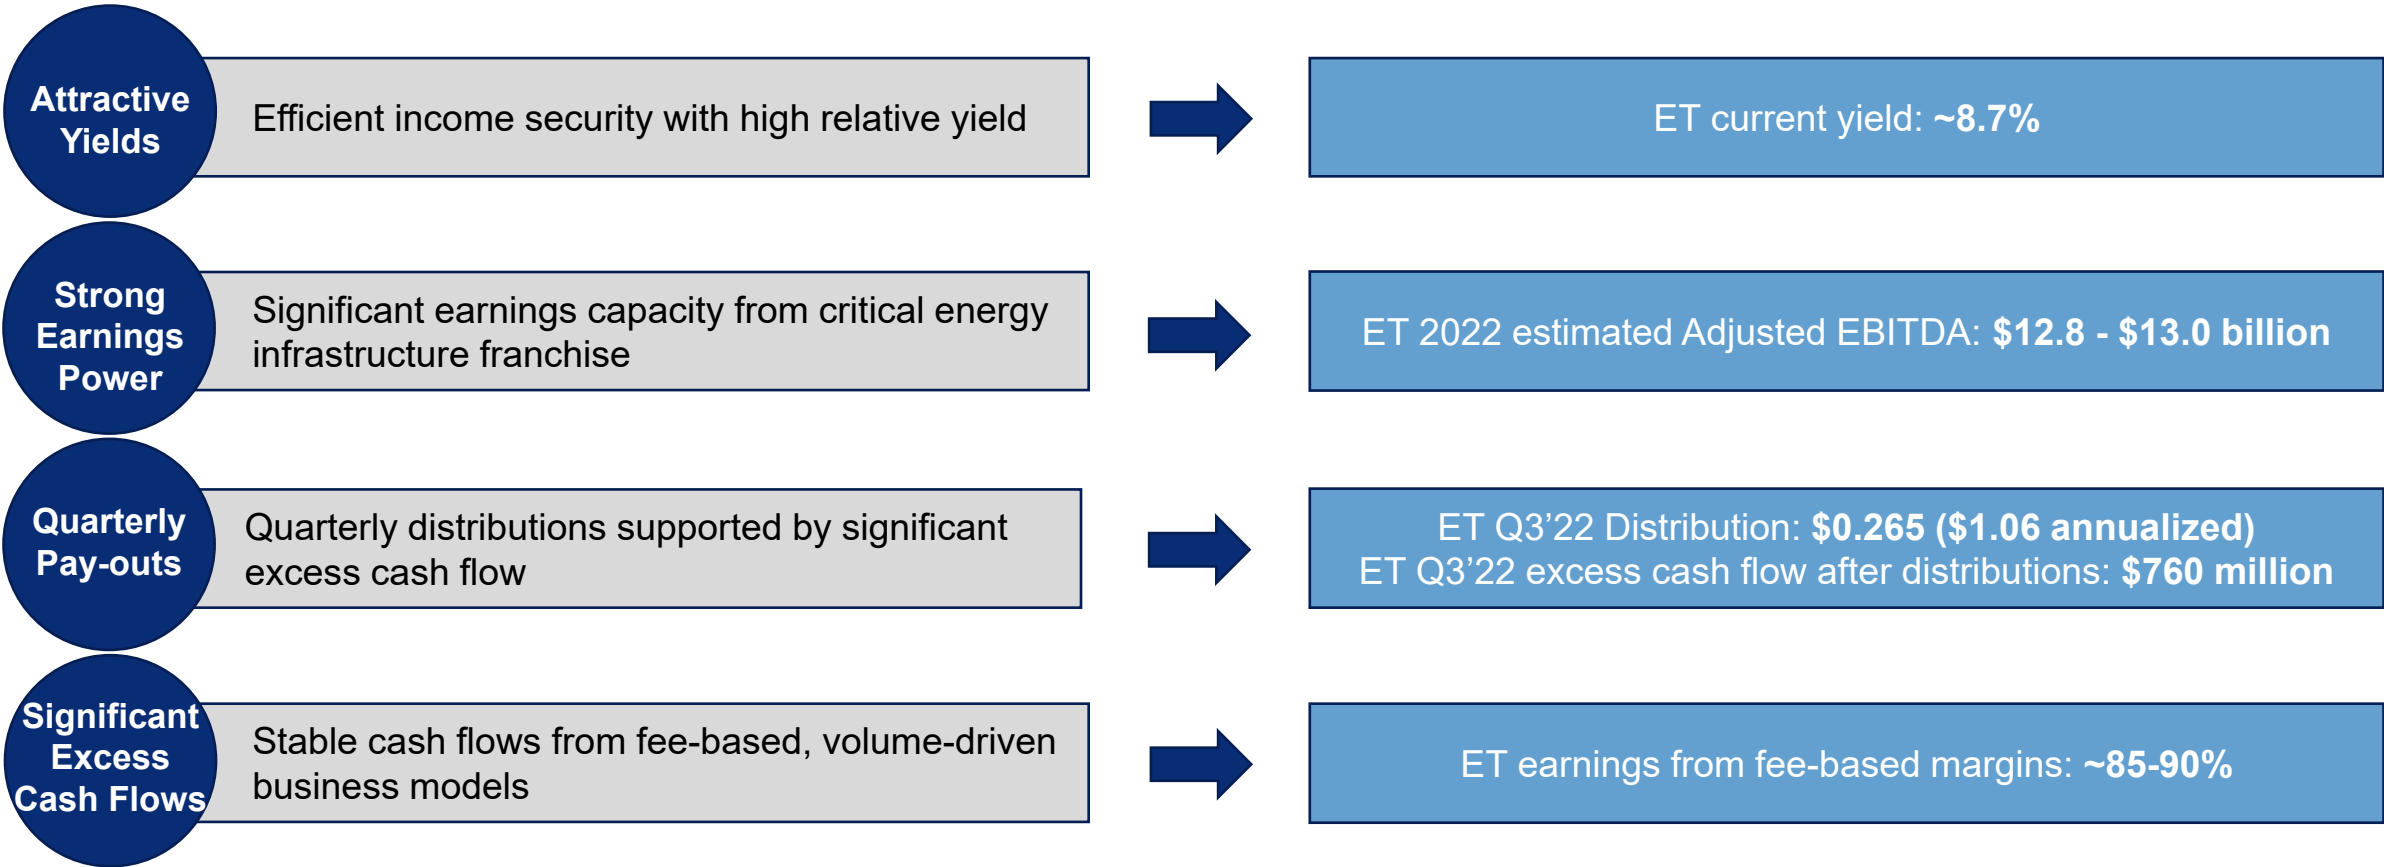 Attractive
Yields
Efficient income security with high relative yield
ET current yield: ~8.7%
Strong
Earnings
Power
Significant earnings capacity from critical energy
infrastructure franchise
ET 2022 estimated Adjusted EBITDA: $12.8 - $13.0 billion
Quarterly
Pay-outs
Quarterly distributions supported by significant
excess cash flow
ET Q3’22 Distribution: $0.265 ($1.06 annualized)
ET Q3’22 excess cash flow after distributions: $760 million
Significant
Excess
Cash Flows
Stable cash flows from fee-based, volume-driven
business models
ET earnings from fee-based margins: ~85-90%